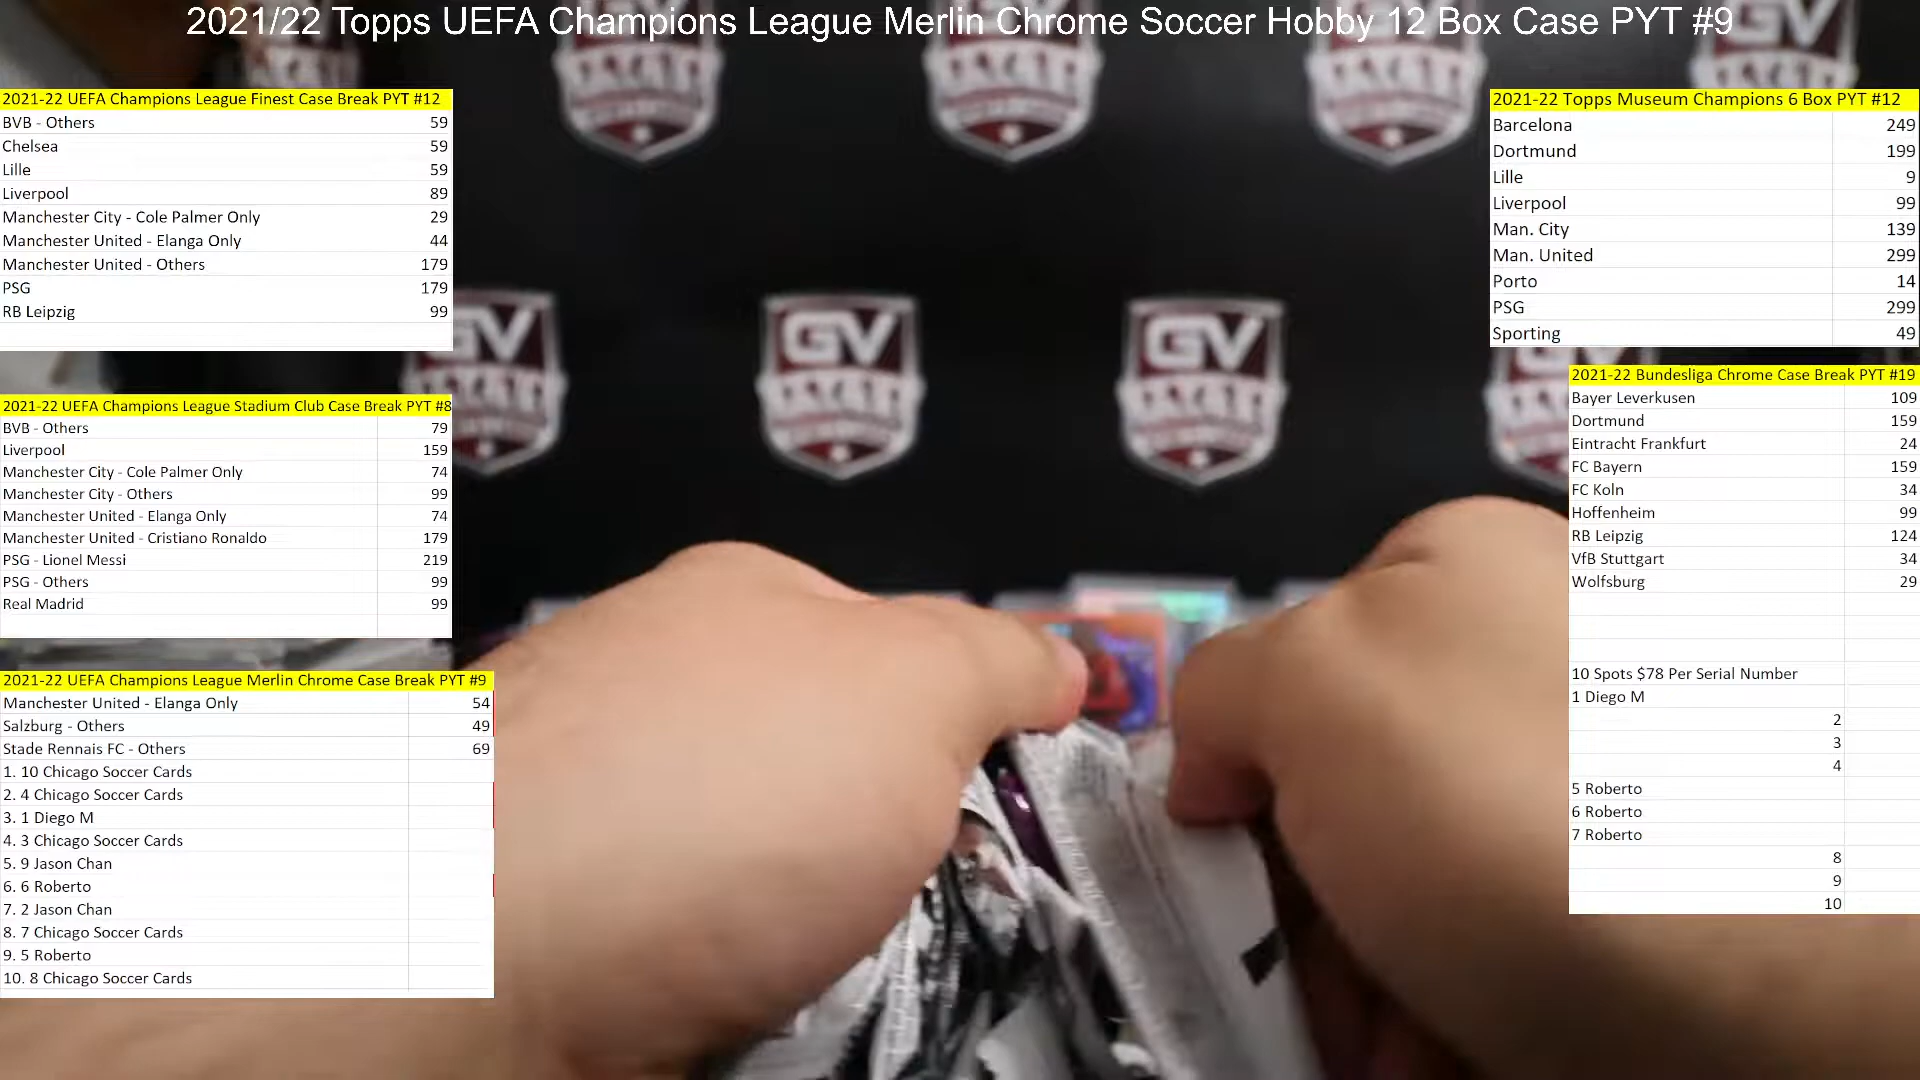 2021/22 Topps UEFA Champions League Merlin Chrome Soccer Hobby 12 Box Case PYT #9
2021-22 UEFA Champions League Finest Case Break PYT #12
BVB - Others 59
Chelsea 59
Lille 59
Liverpool 89
Manchester City - Cole Palmer Only 29
Manchester United - Elanga Only 44
Manchester United - Others 179
PSG 179
RB Leipzig 99
2021-22 UEFA Champions League Stadium Club Case Break PYT #8
BVB - Others 79
Liverpool 159
Manchester City - Cole Palmer Only 74
Manchester City - Others 99
Manchester United - Elanga Only 74
Manchester United - Cristiano Ronaldo 179
PSG - Lionel Messi 219
PSG - Others 99
Real Madrid 99
2021-22 UEFA Champions League Merlin Chrome Case Break PYT #9
Manchester United - Elanga Only 54
Salzburg - Others 49
Stade Rennais FC - Others 69
1. 10 Chicago Soccer Cards
2. 4 Chicago Soccer Cards
3. 1 Diego M
4. 3 Chicago Soccer Cards
5. 9 Jason Chan
6. 6 Roberto
7. 2 Jason Chan
8. 7 Chicago Soccer Cards
9. 5 Roberto
10. 8 Chicago Soccer Cards
2021-22 Topps Museum Champions 6 Box PYT #12
Barcelona 249
Dortmund 199
Lille 9
Liverpool 99
Man. City 139
Man. United 299
Porto 14
PSG 299
Sporting 49
2021-22 Bundesliga Chrome Case Break PYT #19
Bayer Leverkusen 109
Dortmund 159
Eintracht Frankfurt 24
FC Bayern 159
FC Koln 34
Hoffenheim 99
RB Leipzig 124
VfB Stuttgart 34
Wolfsburg 29
10 Spots $78 Per Serial Number
1 Diego M
2
3
4
5 Roberto
6 Roberto
7 Roberto
8
9
10
GV
GV
GV
GV